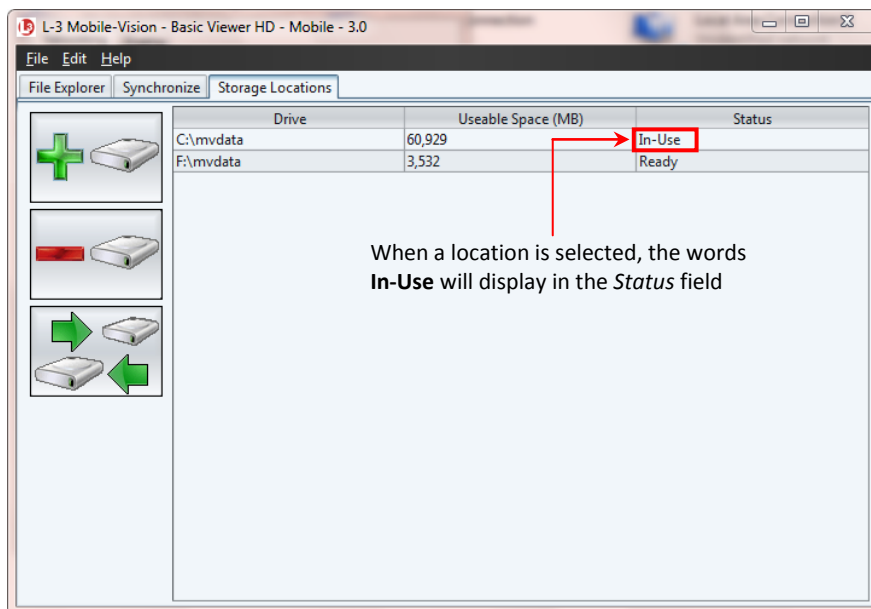 L-3 Mobile-Vision - Basic Viewer HD - Mobile - 3.0
File Edit Help
File Explorer Synchronize Storage Locations
Drive Useable Space (MB) Status
C:\mvdata 60,929 In-Use
F:\mvdata 3,532 Ready
When a location is selected, the words
In-Use will display in the Status field